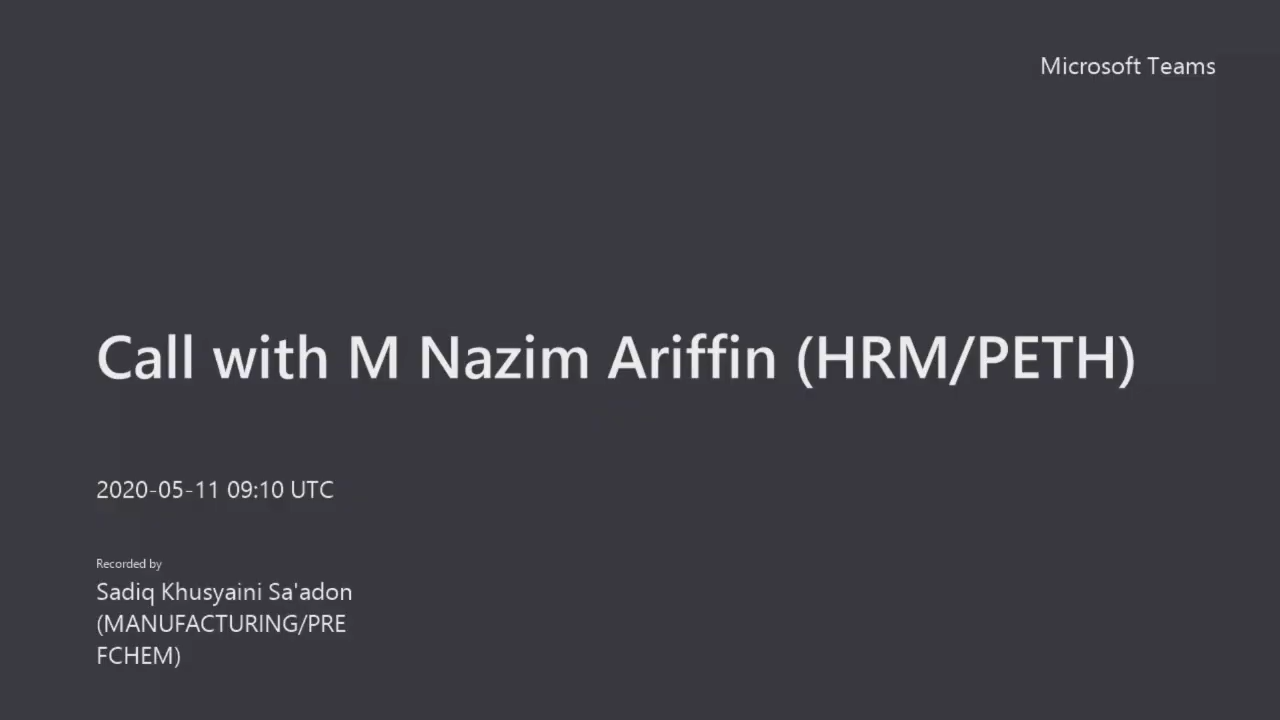 Microsoft Teams
Call with M Nazim Ariffin (HRM/PETH)
2020-05-11 09:10 UTC
Recorded by
Sadiq Khusyaini Sa'adon
(MANUFACTURING/PRE
FCHEM)